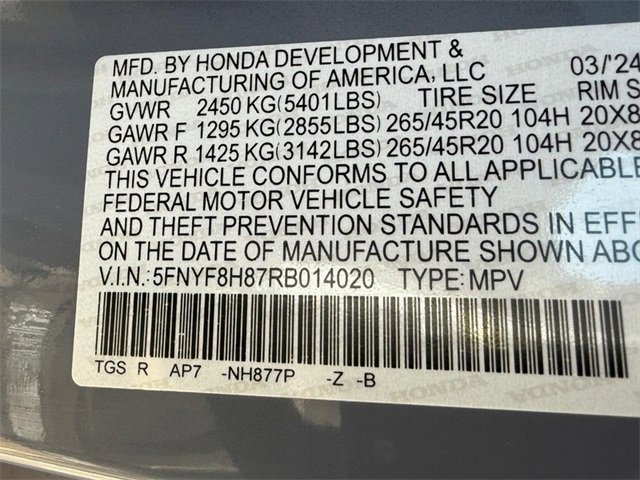 MFD. BY HONDA DEVELOPMENT &
MANUFACTURING OF AMERICA, LLC 03/'24
GVWR 2450 KG(5401LBS) TIRE SIZE RIM S
GAWR F 1295 KG(2855LBS) 265/45R20 104H 20X8
GAWR R 1425 KG(3142LBS) 265/45R20 104H 20X8
THIS VEHICLE CONFORMS TO ALL APPLICABLE
FEDERAL MOTOR VEHICLE SAFETY
AND THEFT PREVENTION STANDARDS IN EFF
ON THE DATE OF MANUFACTURE SHOWN ABO
V.I.N.: 5FNYF8H87RB014020 TYPE: MPV
TGS R AP7 -NH877P -Z -B